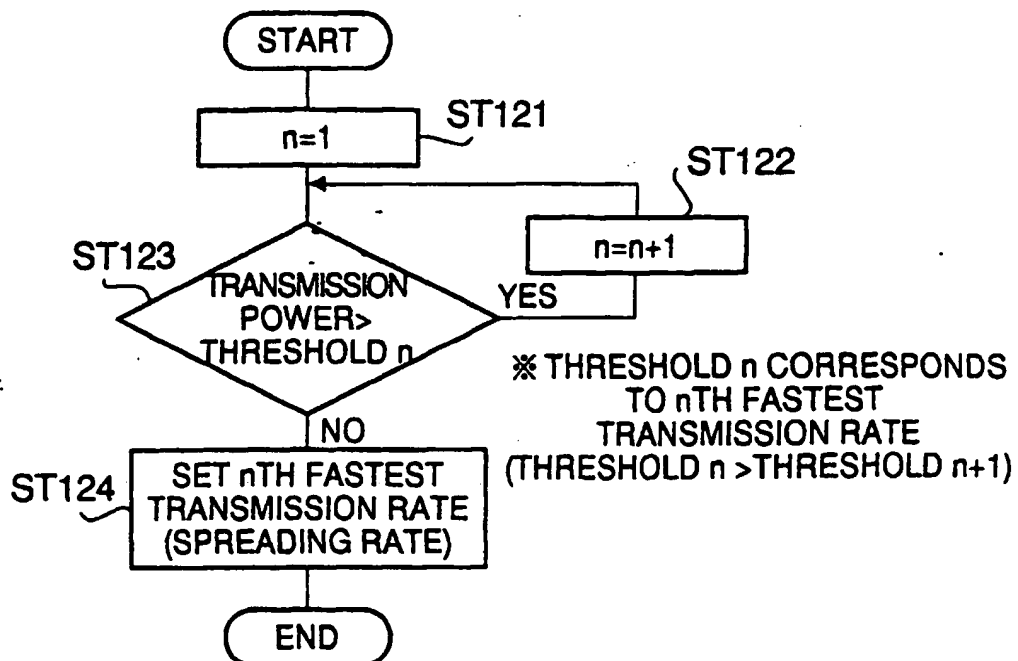 START
n=1
ST121
ST122
n=n+1
ST123
TRANSMISSION
POWER>
THRESHOLD n
YES
※ THRESHOLD n CORRESPONDS
TO nTH FASTEST
TRANSMISSION RATE
(THRESHOLD n >THRESHOLD n+1)
NO
ST124
SET nTH FASTEST
TRANSMISSION RATE
(SPREADING RATE)
END